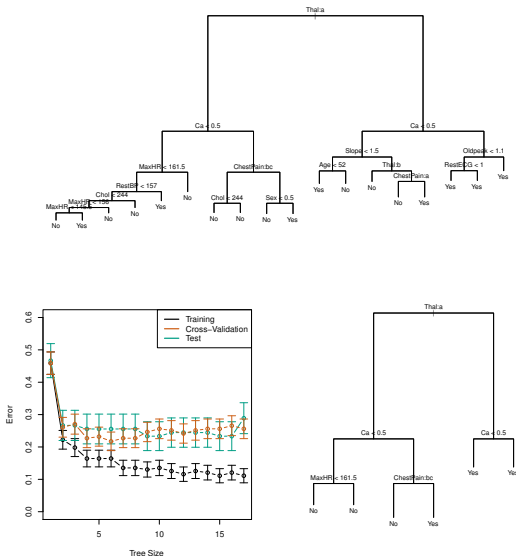 Thal:a
Ca < 0.5
Ca < 0.5
MaxHR < 161.5
ChestPain:bc
Slope < 1.5
Oldpeak < 1.1
RestBP < 157
Age < 52
Thal:b
RestECG < 1
Yes
No
Yes
No
No
ChestPain:a
Yes
Yes
Chol < 244
Chol < 244
Sex < 0.5
No
Yes
MaxHR < 156
No
No
No
No
Yes
No
Yes
No
Error
0.0
0.1
0.2
0.3
0.4
0.5
0.6
Training
Cross−Validation
Test
5
10
15
Tree Size
Thal:a
Ca < 0.5
Ca < 0.5
MaxHR < 161.5
ChestPain:bc
Yes
Yes
No
No
No
Yes